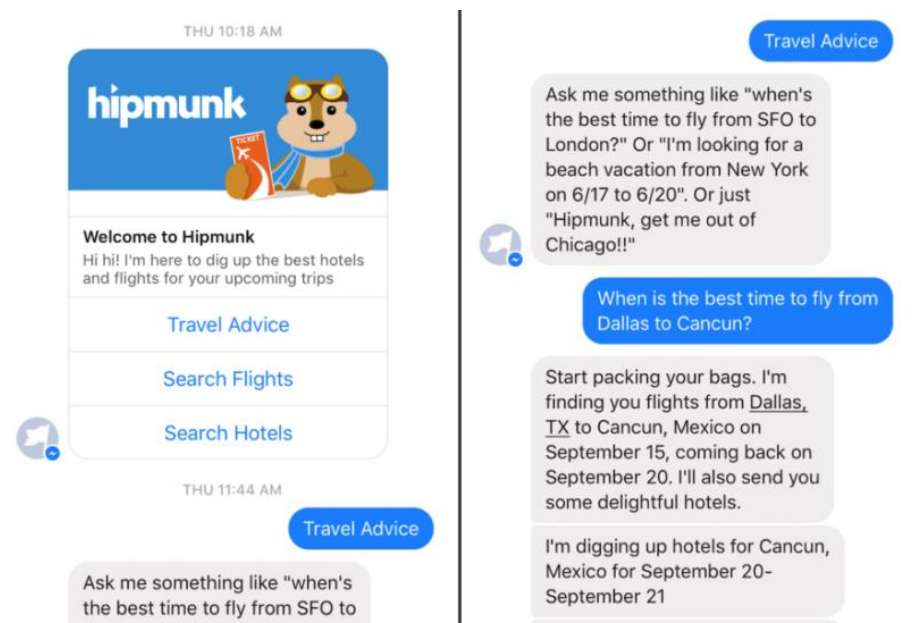 THU 10:18 AM
hipmunk
TICKET
Welcome to Hipmunk
Hi hi! I'm here to dig up the best hotels
and flights for your upcoming trips
Travel Advice
Search Flights
Search Hotels
THU 11:44 AM
Travel Advice
Ask me something like "when's
the best time to fly from SFO to
Travel Advice
Ask me something like "when's
the best time to fly from SFO to
London?" Or "I'm looking for a
beach vacation from New York
on 6/17 to 6/20". Or just
"Hipmunk, get me out of
Chicago!!"
When is the best time to fly from
Dallas to Cancun?
Start packing your bags. I'm
finding you flights from Dallas,
TX to Cancun, Mexico on
September 15, coming back on
September 20. I'll also send you
some delightful hotels.
I'm digging up hotels for Cancun,
Mexico for September 20-
September 21